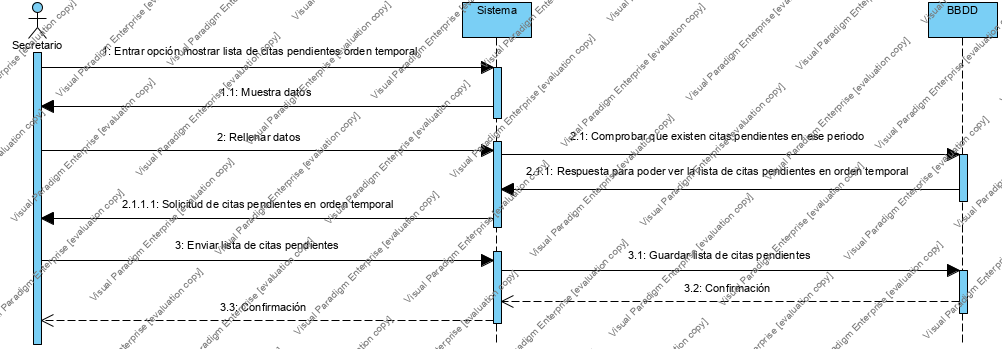 Sistema
BBDD
Secretario
1: Entrar opción mostrar lista de citas pendientes orden temporal
1.1: Muestra datos
2: Rellenar datos
2.1: Comprobar que existen citas pendientes en ese periodo
2.1.1: Respuesta para poder ver la lista de citas pendientes en orden temporal
2.1.1.1: Solicitud de citas pendientes en orden temporal
3: Enviar lista de citas pendientes
3.1: Guardar lista de citas pendientes
3.2: Confirmación
3.3: Confirmación
Visual Paradigm Enterprise [evaluation copy]